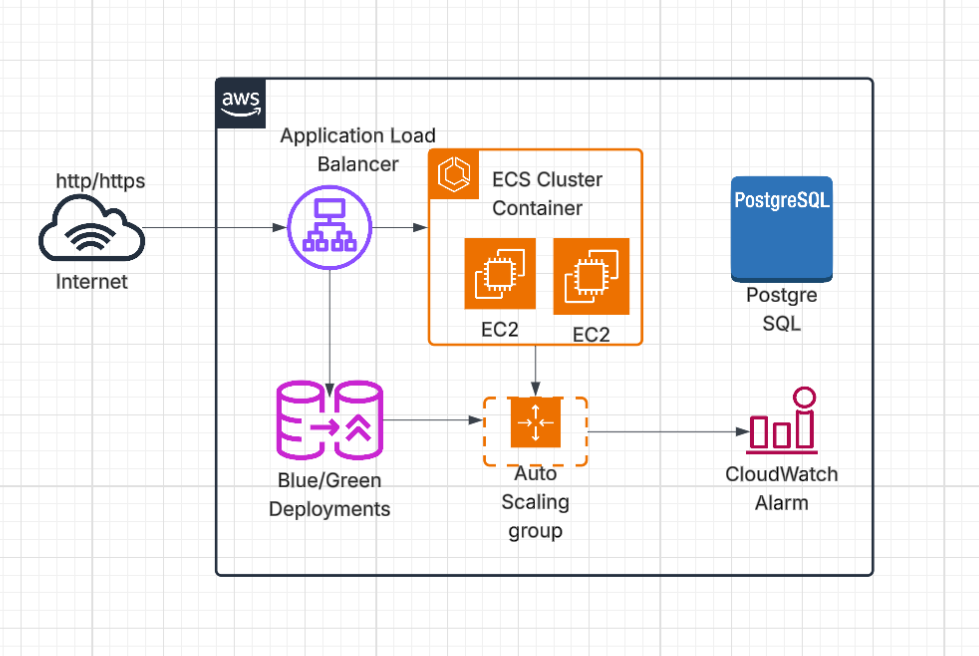 aws
Application Load
Balancer
http/https
Internet
ECS Cluster
Container
EC2
EC2
PostgreSQL
Postgre
SQL
Blue/Green
Deployments
Auto
Scaling
group
CloudWatch
Alarm